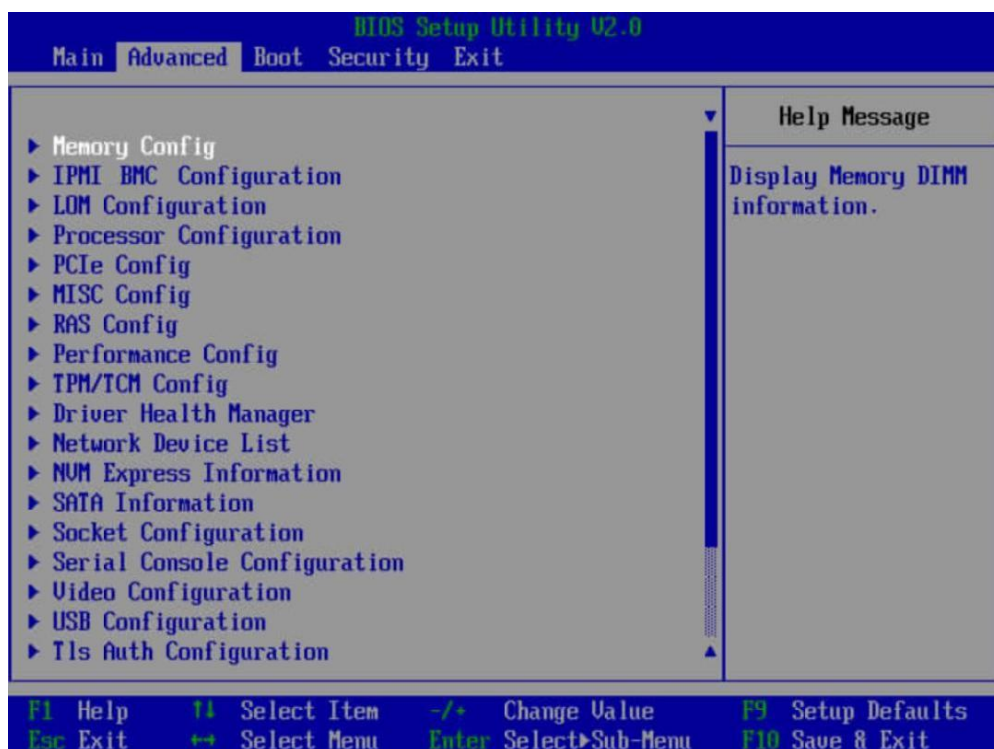 BIOS Setup Utility V2.0
Main Advanced Boot Security Exit
Help Message
Display Memory DIMM
information.
▶ Memory Config
▶ IPMI BMC Configuration
▶ LOM Configuration
▶ Processor Configuration
▶ PCIe Config
▶ MISC Config
▶ RAS Config
▶ Performance Config
▶ TPM/TCM Config
▶ Driver Health Manager
▶ Network Device List
▶ NVM Express Information
▶ SATA Information
▶ Socket Configuration
▶ Serial Console Configuration
▶ Video Configuration
▶ USB Configuration
▶ Tls Auth Configuration
F1 Help ↑↓ Select Item -/+ Change Value F9 Setup Defaults
Esc Exit ←→ Select Menu Enter Select▶Sub-Menu F10 Save & Exit